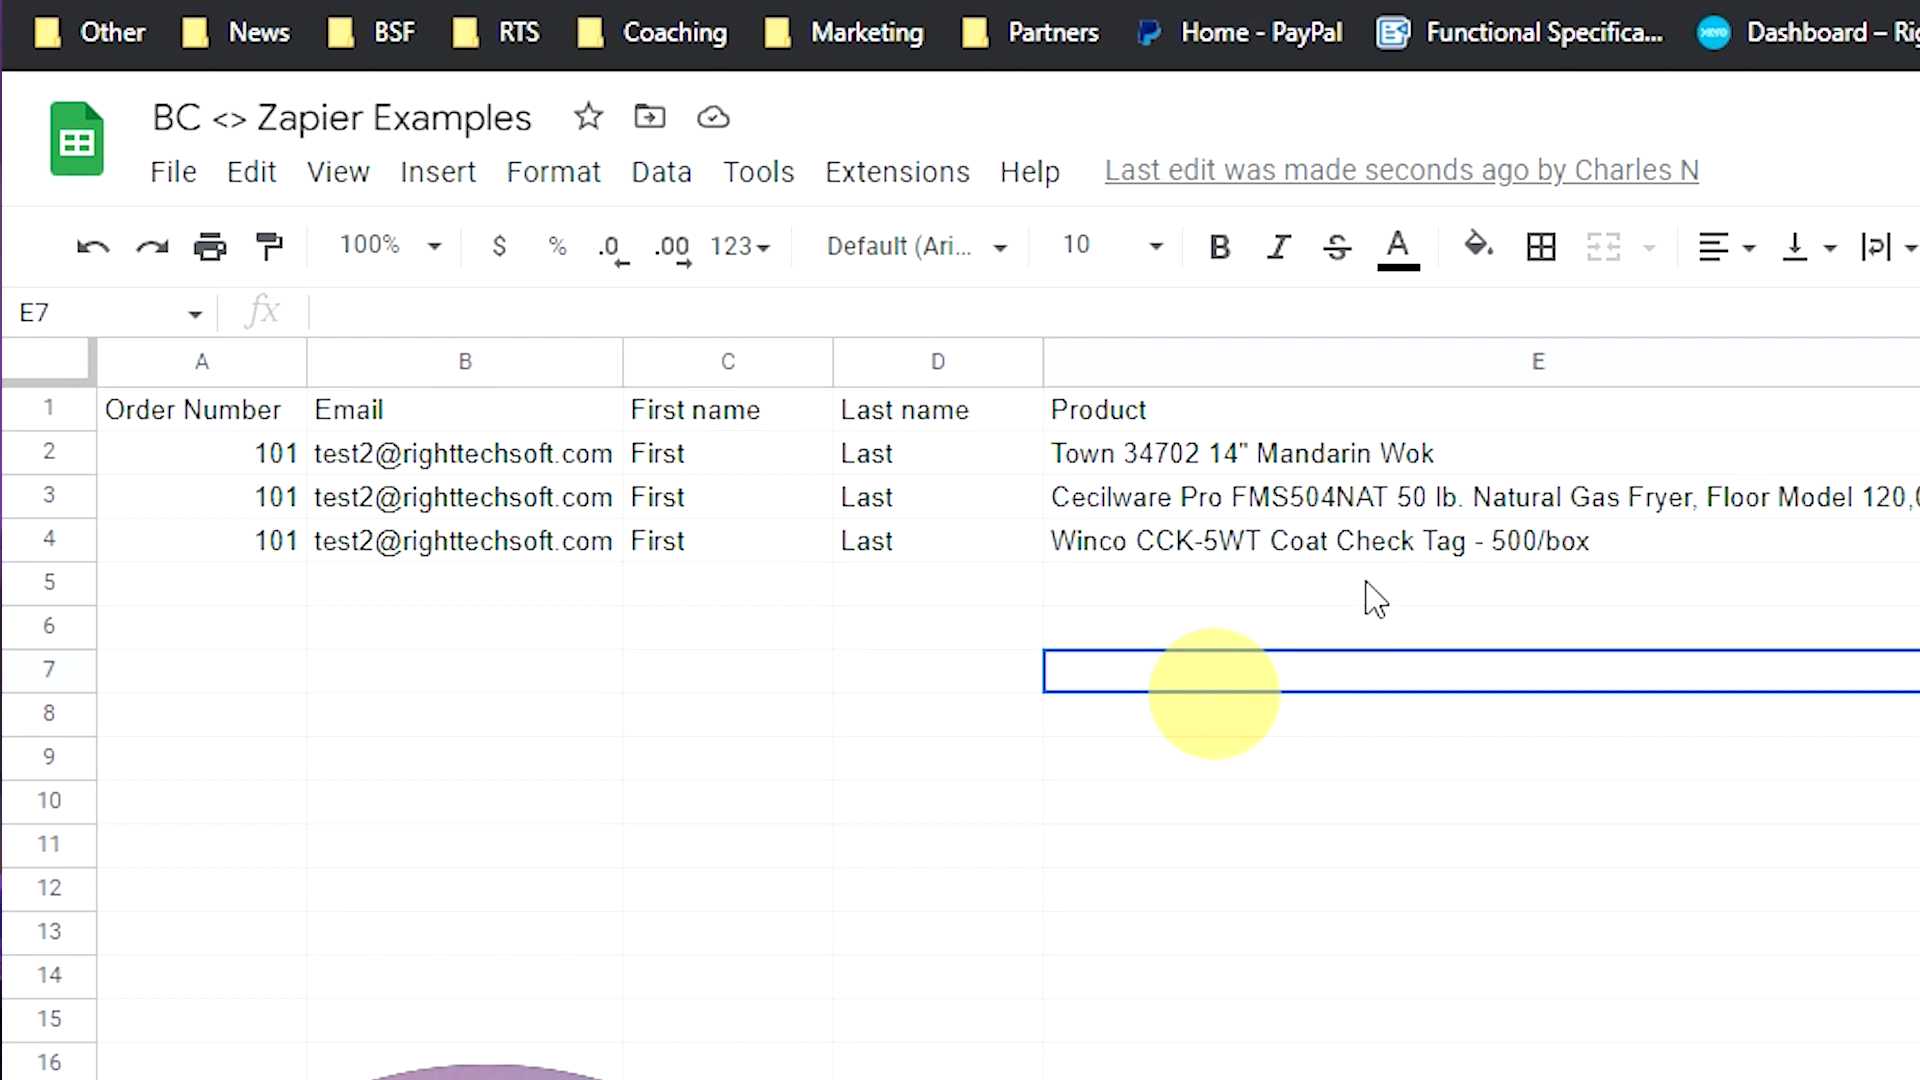 Other News BSF RTS Coaching Marketing Partners Home - PayPal Functional Specifica... xero Dashboard – Rig
BC <> Zapier Examples
File Edit View Insert Format Data Tools Extensions Help Last edit was made seconds ago by Charles N
100% $ % .0 .00 123 Default (Ari... 10 B I S A
E7 fx
A B C D E
1 Order Number Email First name Last name Product
2 101 test2@righttechsoft.com First Last Town 34702 14" Mandarin Wok
3 101 test2@righttechsoft.com First Last Cecilware Pro FMS504NAT 50 lb. Natural Gas Fryer, Floor Model 120,0
4 101 test2@righttechsoft.com First Last Winco CCK-5WT Coat Check Tag - 500/box
5
6
7
8
9
10
11
12
13
14
15
16